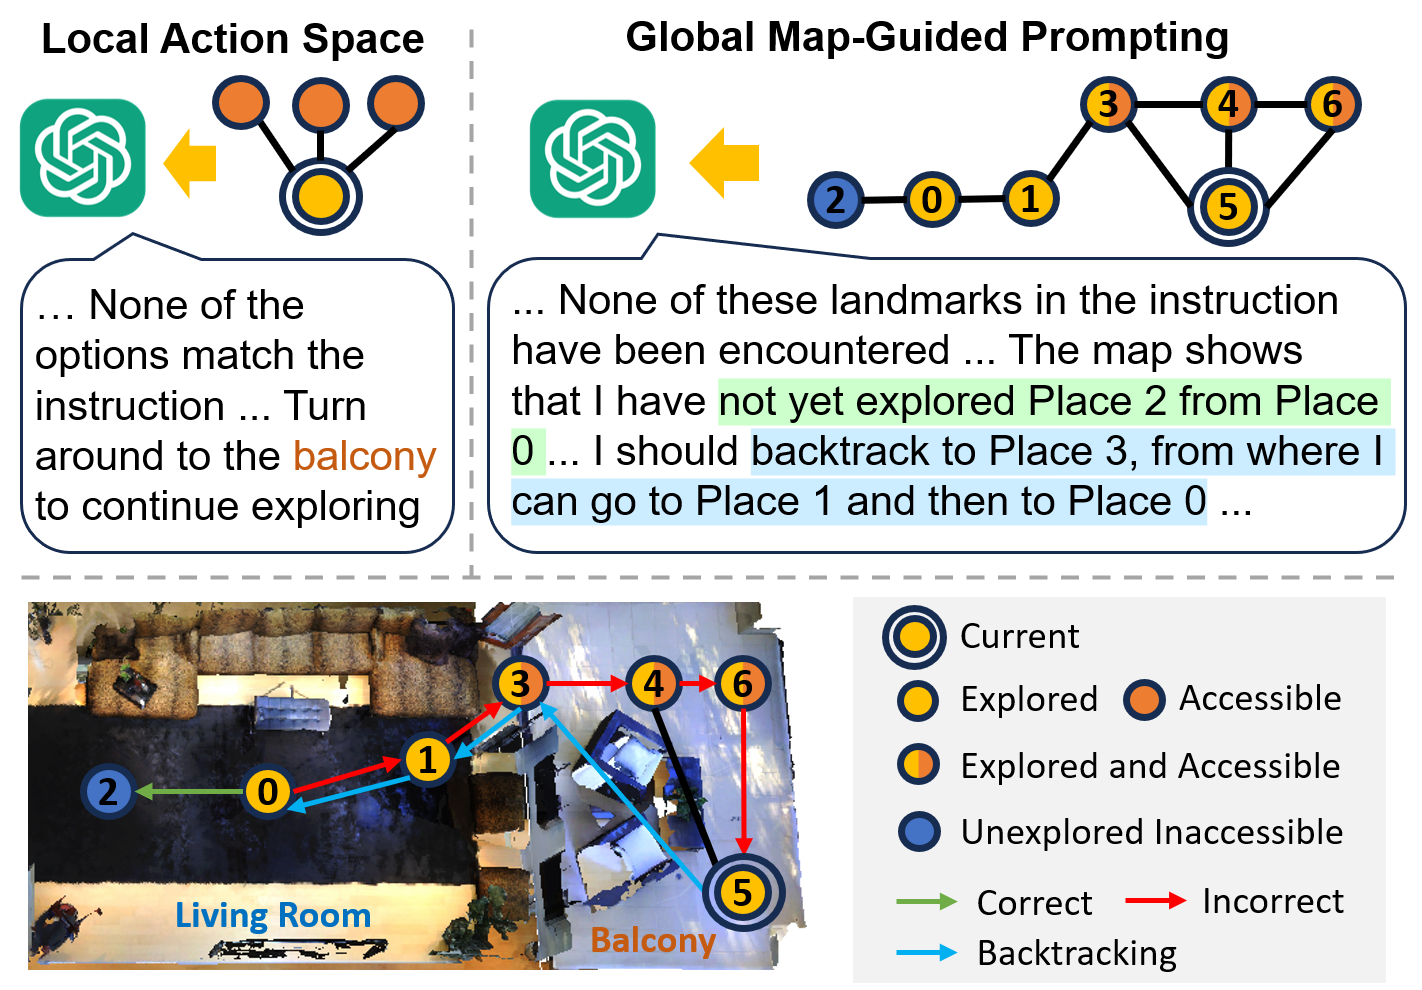 Local Action Space
Global Map-Guided Prompting
3
4
6
2
0
1
5
… None of the
options match the
instruction ... Turn
around to the balcony
to continue exploring
... None of these landmarks in the instruction
have been encountered ... The map shows
that I have not yet explored Place 2 from Place
0 ... I should backtrack to Place 3, from where I
can go to Place 1 and then to Place 0 ...
3
4
6
1
2
0
5
Living Room
Balcony
Current
Explored
Accessible
Explored and Accessible
Unexplored Inaccessible
Correct
Incorrect
Backtracking